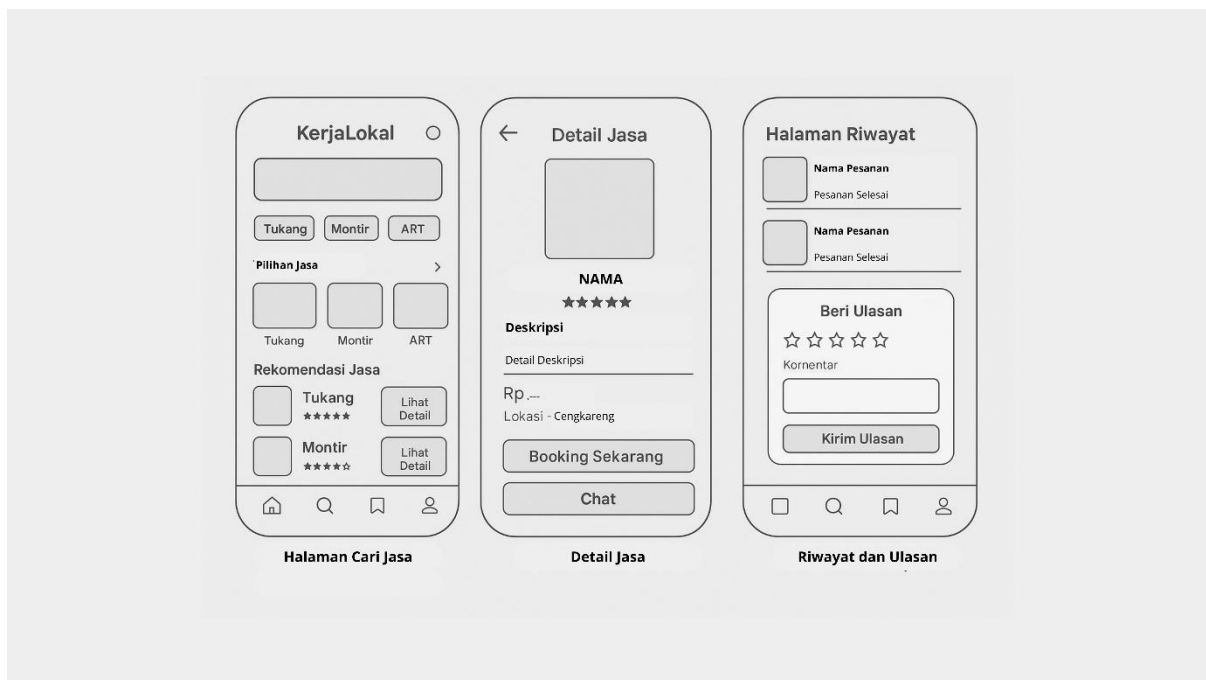 KerjaLokal
Tukang
Montir
ART
Pilihan Jasa
Tukang
Montir
ART
Rekomendasi Jasa
Tukang
Lihat
Detail
Montir
Lihat
Detail
Halaman Cari Jasa
Detail Jasa
NAMA
Deskripsi
Detail Deskripsi
Rp.---
Lokasi - Cengkareng
Booking Sekarang
Chat
Detail Jasa
Halaman Riwayat
Nama Pesanan
Pesanan Selesai
Nama Pesanan
Pesanan Selesai
Beri Ulasan
Kornentar
Kirim Ulasan
Riwayat dan Ulasan